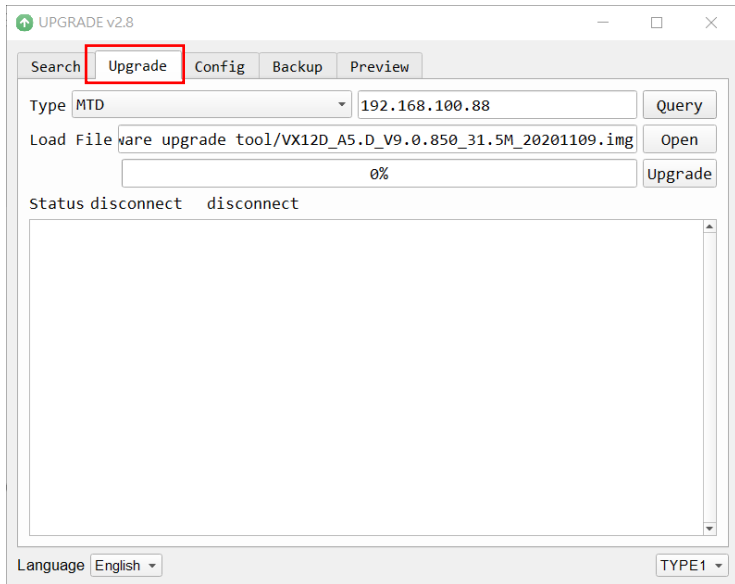 UPGRADE v2.8
Search Upgrade Config Backup Preview
Type MTD 192.168.100.88 Query
Load File ware upgrade tool/VX12D_A5.D_V9.0.850_31.5M_20201109.img Open
0% Upgrade
Status disconnect disconnect
Language English TYPE1